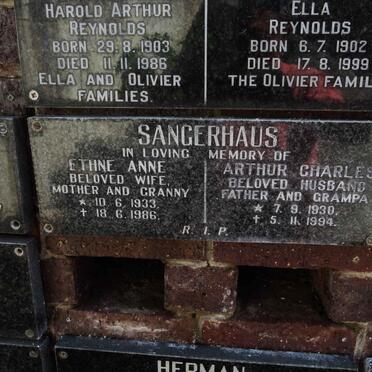 HAROLD ARTHUR
REYNOLDS
BORN 29.8.1903
DIED 11.11.1986
ELLA AND OLIVIER
FAMILIES.
ELLA
REYNOLDS
BORN 6.7.1902
DIED 17.8.1999
THE OLIVIER FAMIL
SANGERHAUS
IN LOVING MEMORY OF
ETHNE ANNE
BELOVED WIFE,
MOTHER AND GRANNY
* 10.6.1933
✝ 18.6.1986.
ARTHUR CHARLES
BELOVED HUSBAND
FATHER AND GRAMPA
* 7.9.1930.
✝ 5.11.1994.
R.I.P.
HERMAN